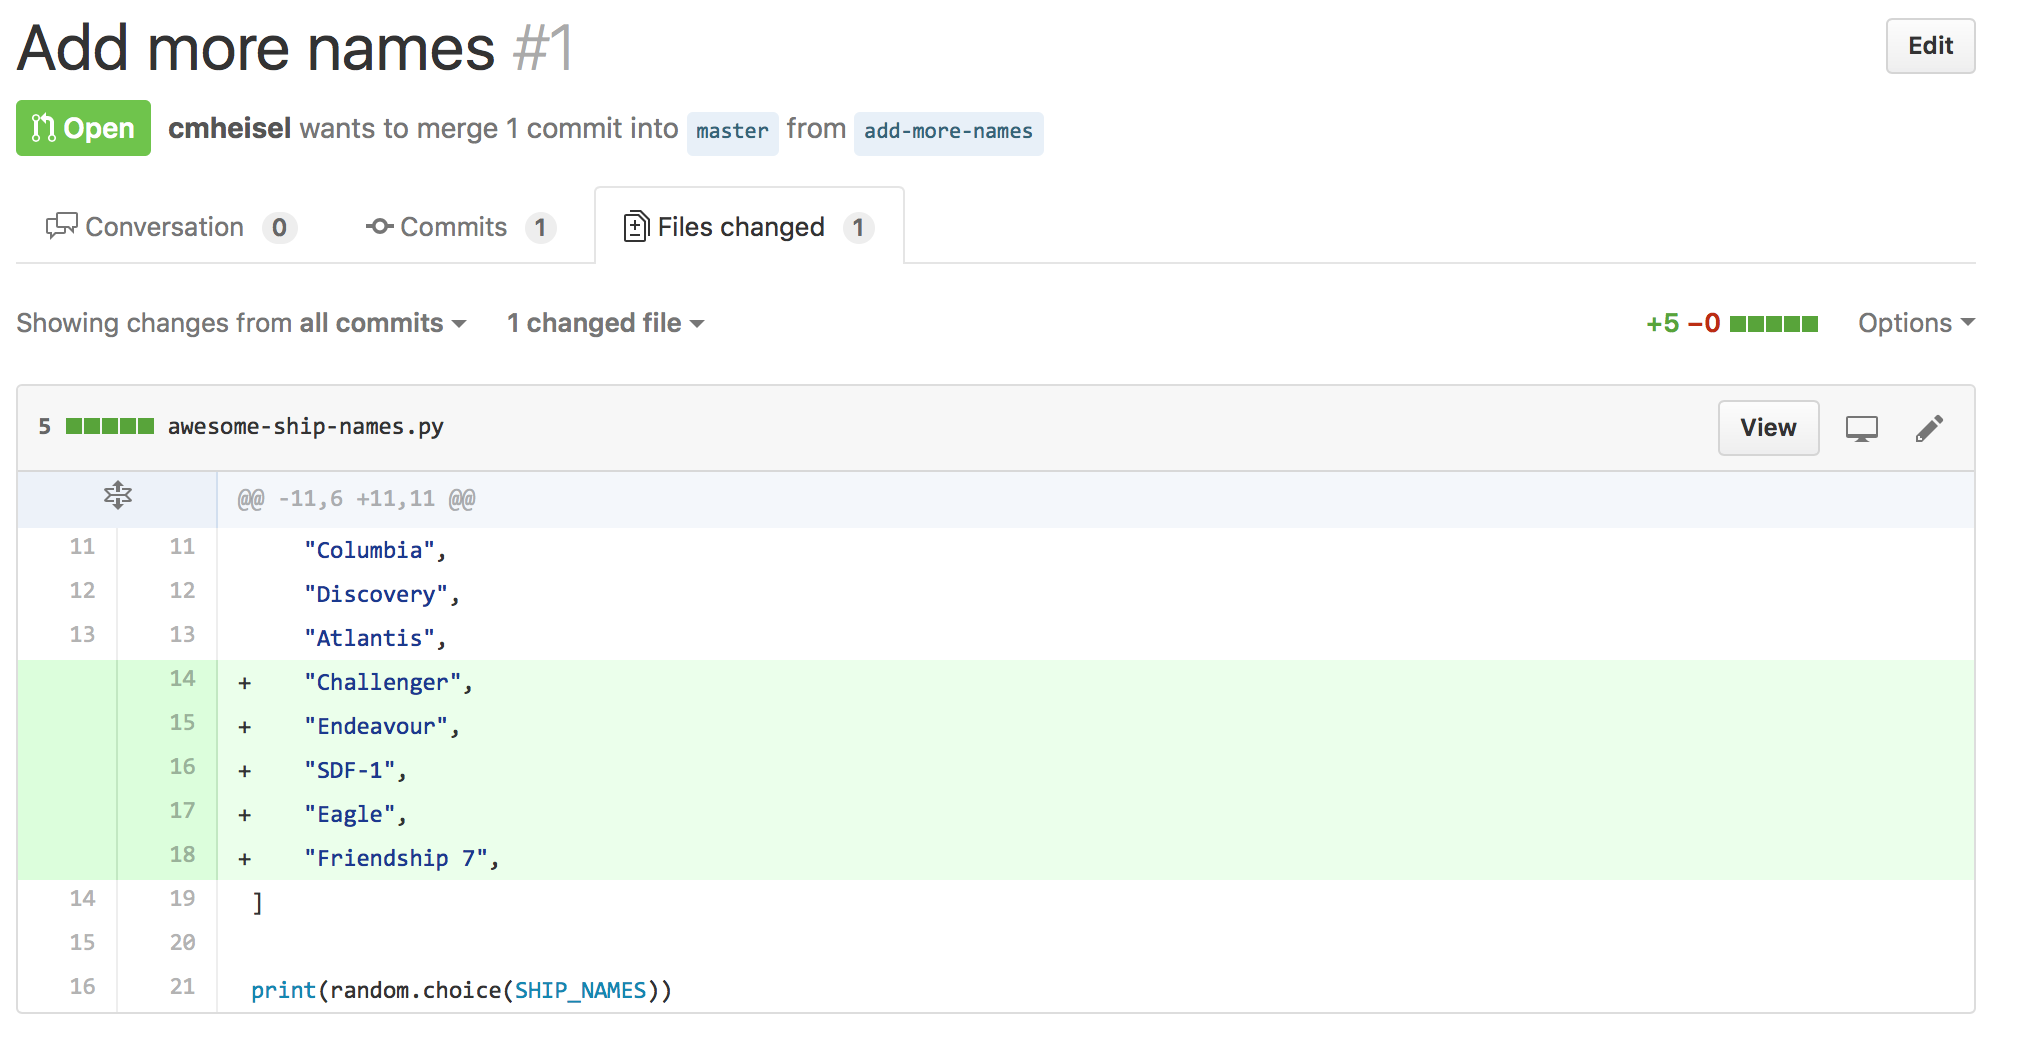 Add more names #1
Edit
Open cmheisel wants to merge 1 commit into master from add-more-names
Conversation 0 Commits 1 Files changed 1
Showing changes from all commits 1 changed file +5 −0 Options
5 awesome-ship-names.py View
@@ -11,6 +11,11 @@
11 11 "Columbia",
12 12 "Discovery",
13 13 "Atlantis",
14 + "Challenger",
15 + "Endeavour",
16 + "SDF-1",
17 + "Eagle",
18 + "Friendship 7",
14 19 ]
15 20
16 21 print(random.choice(SHIP_NAMES))